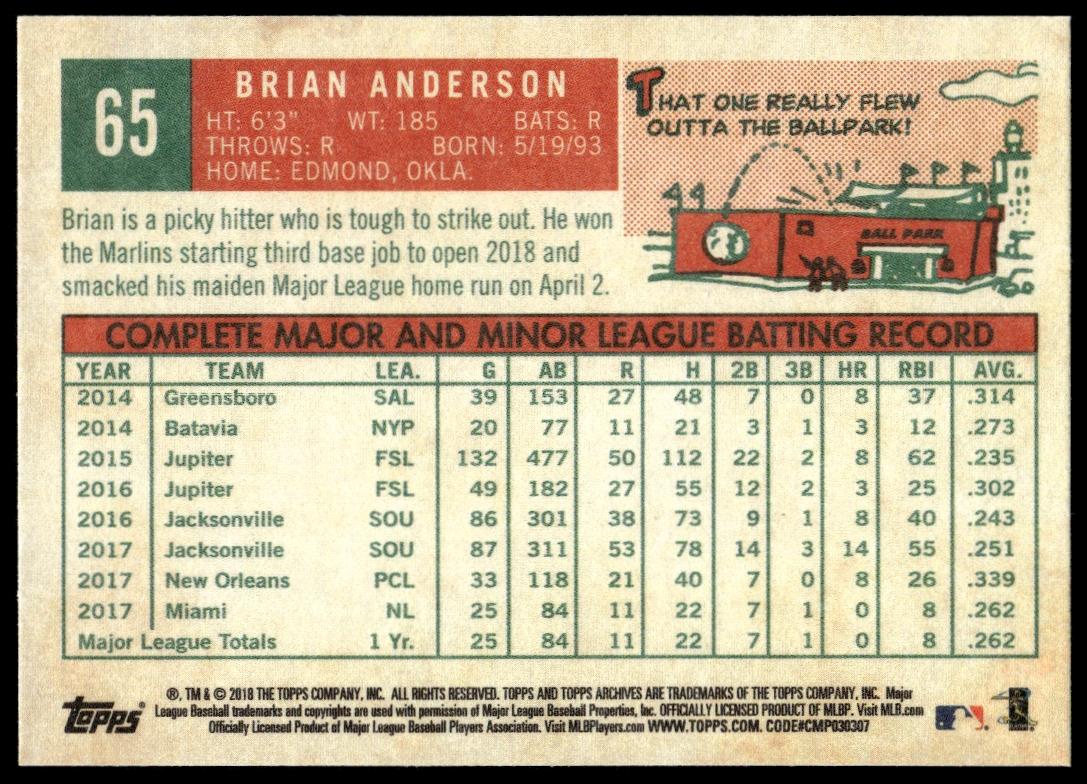 65
BRIAN ANDERSON
HT: 6'3" WT: 185 BATS: R
THROWS: R BORN: 5/19/93
HOME: EDMOND, OKLA.
THAT ONE REALLY FLEW
OUTTA THE BALLPARK!
BALL PARK
Brian is a picky hitter who is tough to strike out. He won
the Marlins starting third base job to open 2018 and
smacked his maiden Major League home run on April 2.
COMPLETE MAJOR AND MINOR LEAGUE BATTING RECORD
YEAR TEAM LEA. G AB R H 2B 3B HR RBI AVG.
2014 Greensboro SAL 39 153 27 48 7 0 8 37 .314
2014 Batavia NYP 20 77 11 21 3 1 3 12 .273
2015 Jupiter FSL 132 477 50 112 22 2 8 62 .235
2016 Jupiter FSL 49 182 27 55 12 2 3 25 .302
2016 Jacksonville SOU 86 301 38 73 9 1 8 40 .243
2017 Jacksonville SOU 87 311 53 78 14 3 14 55 .251
2017 New Orleans PCL 33 118 21 40 7 0 8 26 .339
2017 Miami NL 25 84 11 22 7 1 0 8 .262
Major League Totals 1 Yr. 25 84 11 22 7 1 0 8 .262
topps
®, TM & © 2018 THE TOPPS COMPANY, INC. ALL RIGHTS RESERVED. TOPPS AND TOPPS ARCHIVES ARE TRADEMARKS OF THE TOPPS COMPANY, INC. Major
League Baseball trademarks and copyrights are used with permission of Major League Baseball Properties, Inc. OFFICIALLY LICENSED PRODUCT OF MLBP. Visit MLB.com
Officially Licensed Product of Major League Baseball Players Association. Visit MLBPlayers.com WWW.TOPPS.COM. CODE#CMP030307